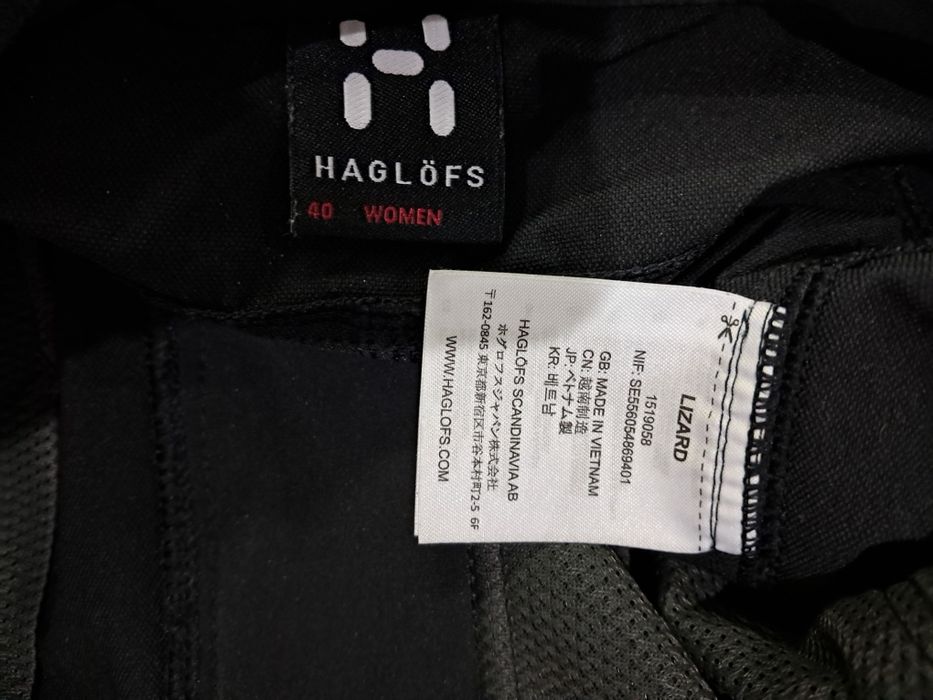 HAGLÖFS
40 WOMEN
LIZARD
1519058
NIF: SE556054869401
GB: MADE IN VIETNAM
CN: 越南制造
JP: ベトナム製
KR: 베트남
HAGLÖFS SCANDINAVIA AB
ホグロフスジャパン株式会社
〒162-0845 東京都新宿区市谷本村町2-5 6F
WWW.HAGLOFS.COM